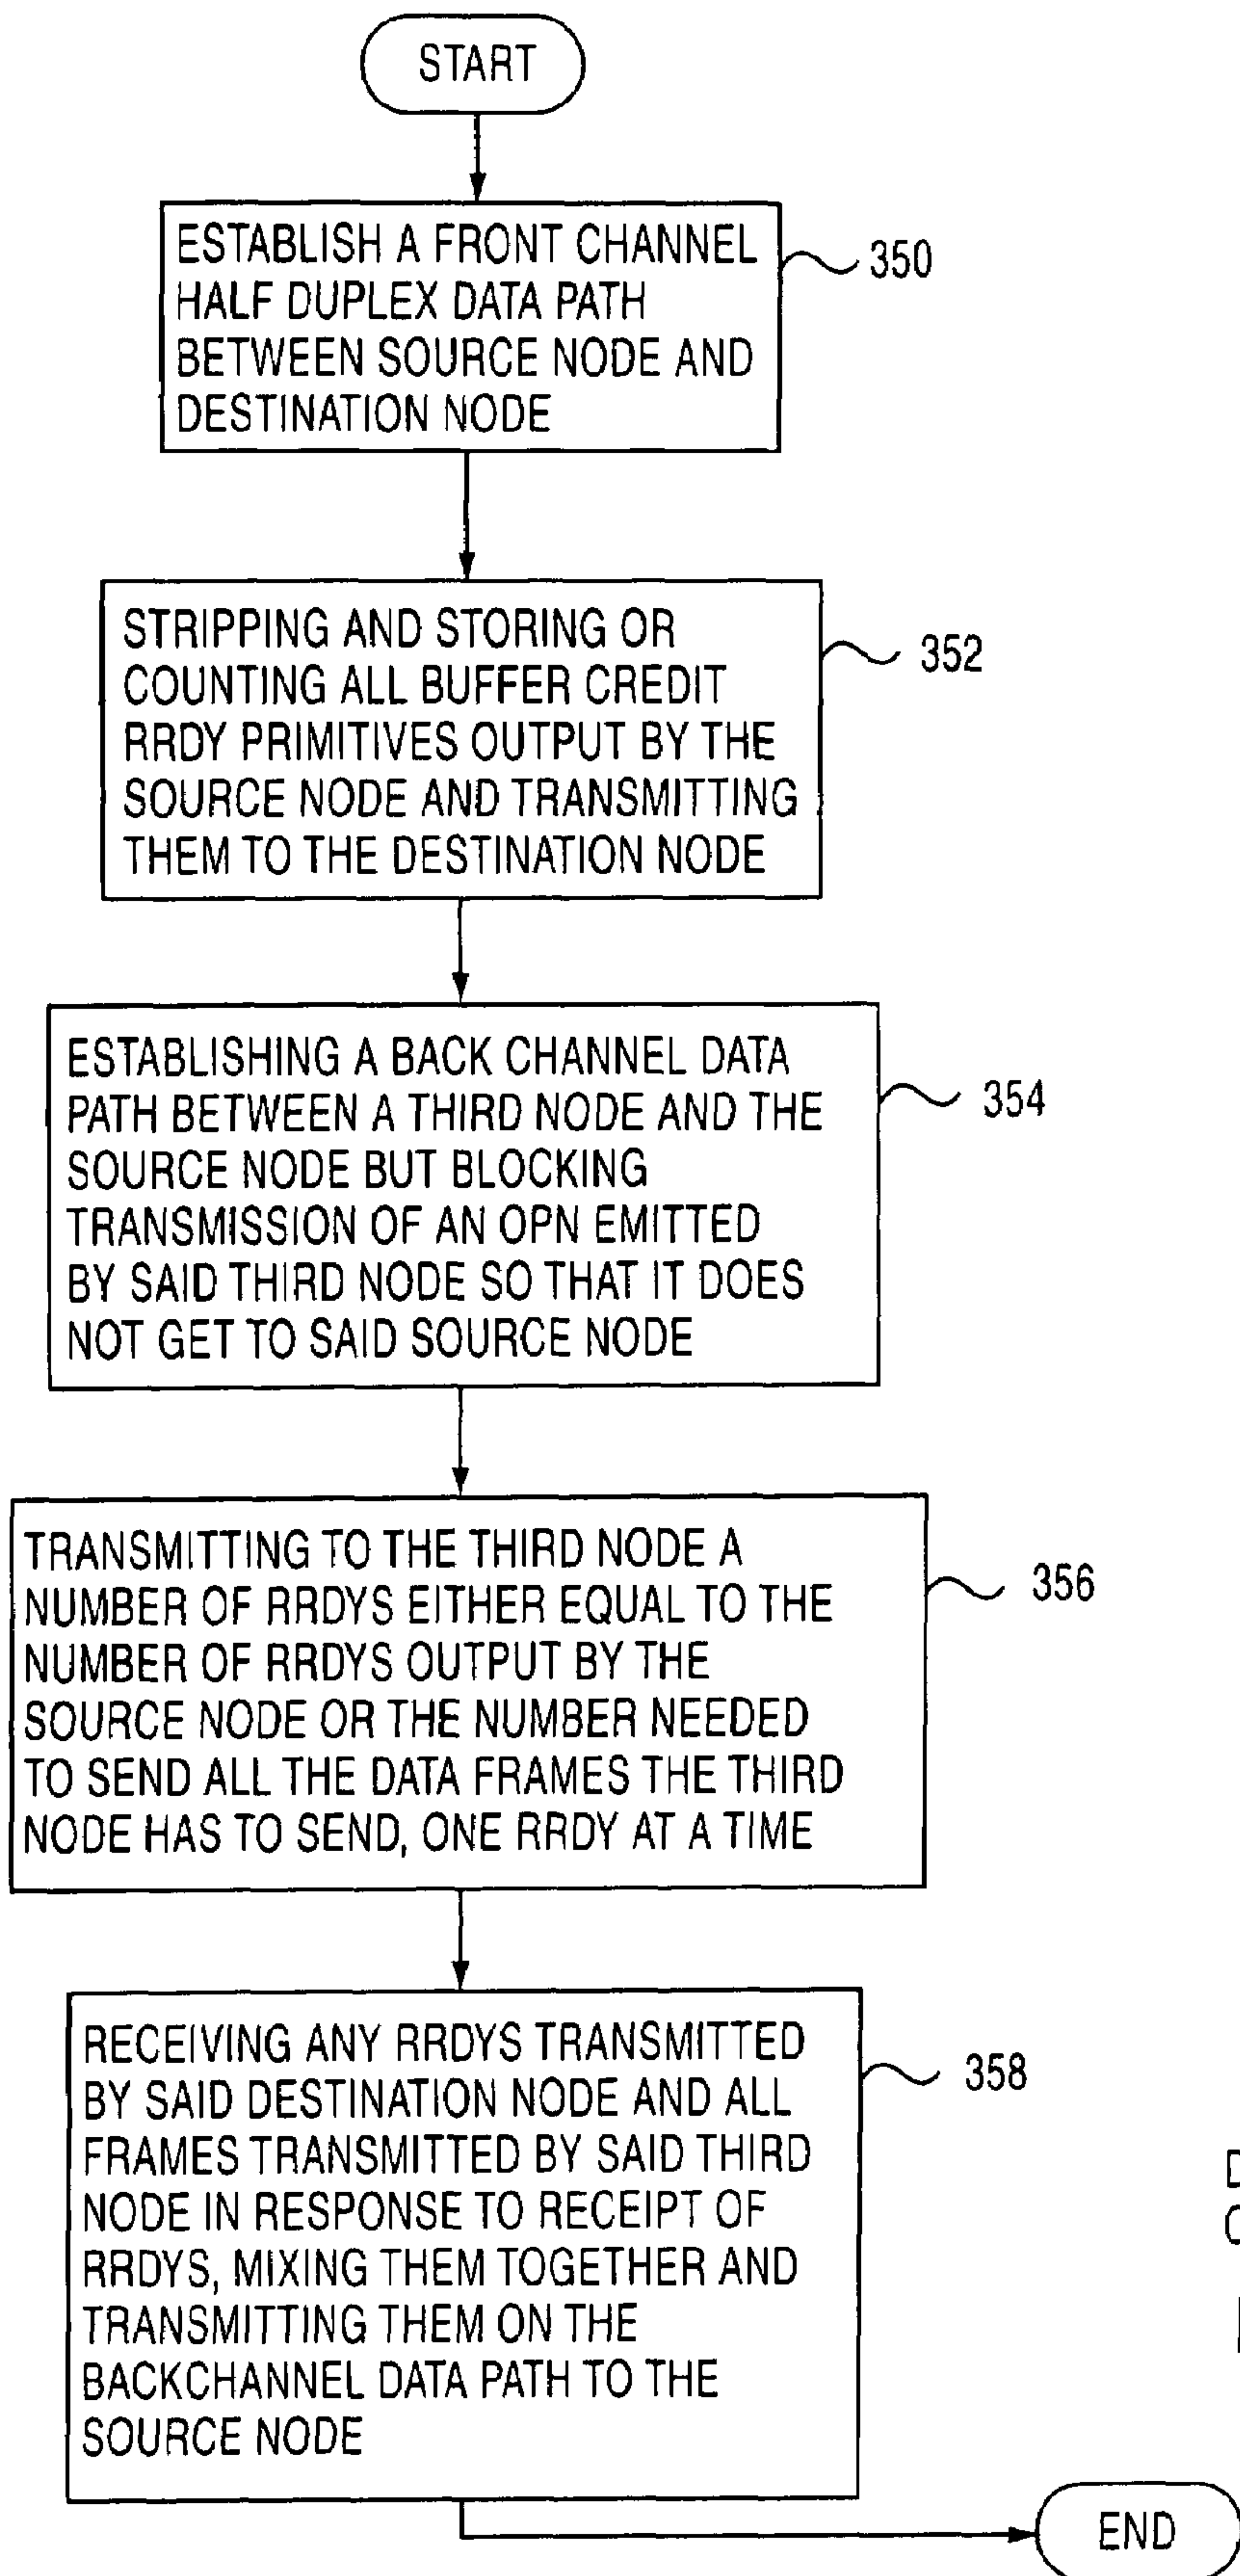 START
ESTABLISH A FRONT CHANNEL
HALF DUPLEX DATA PATH
BETWEEN SOURCE NODE AND
DESTINATION NODE
350
STRIPPING AND STORING OR
COUNTING ALL BUFFER CREDIT
RRDY PRIMITIVES OUTPUT BY THE
SOURCE NODE AND TRANSMITTING
THEM TO THE DESTINATION NODE
352
ESTABLISHING A BACK CHANNEL DATA
PATH BETWEEN A THIRD NODE AND THE
SOURCE NODE BUT BLOCKING
TRANSMISSION OF AN OPN EMITTED
BY SAID THIRD NODE SO THAT IT DOES
NOT GET TO SAID SOURCE NODE
354
TRANSMITTING TO THE THIRD NODE A
NUMBER OF RRDYS EITHER EQUAL TO THE
NUMBER OF RRDYS OUTPUT BY THE
SOURCE NODE OR THE NUMBER NEEDED
TO SEND ALL THE DATA FRAMES THE THIRD
NODE HAS TO SEND, ONE RRDY AT A TIME
356
RECEIVING ANY RRDYS TRANSMITTED
BY SAID DESTINATION NODE AND ALL
FRAMES TRANSMITTED BY SAID THIRD
NODE IN RESPONSE TO RECEIPT OF
RRDYS, MIXING THEM TOGETHER AND
TRANSMITTING THEM ON THE
BACKCHANNEL DATA PATH TO THE
SOURCE NODE
358
END